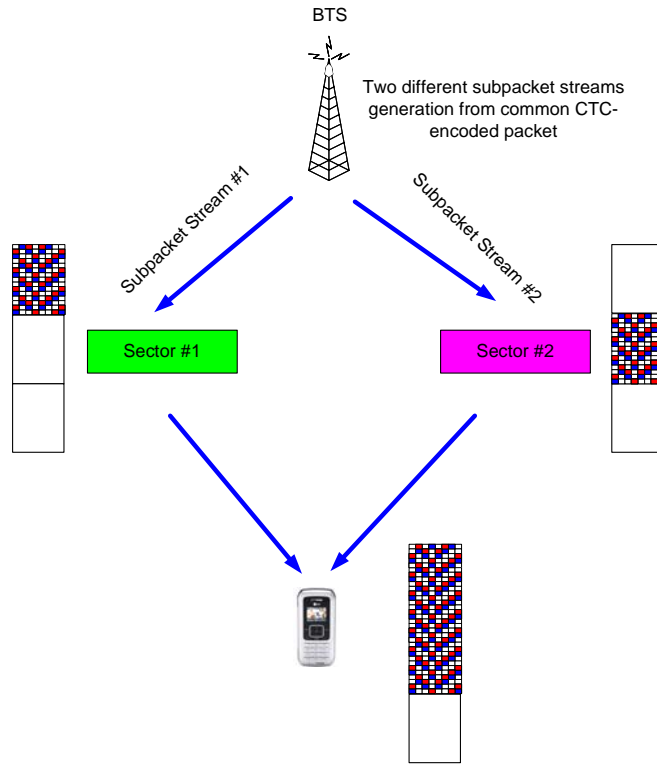 BTS
Two different subpacket streams
generation from common CTC-
encoded packet
Subpacket Stream #1
Subpacket Stream #2
Sector #1
Sector #2